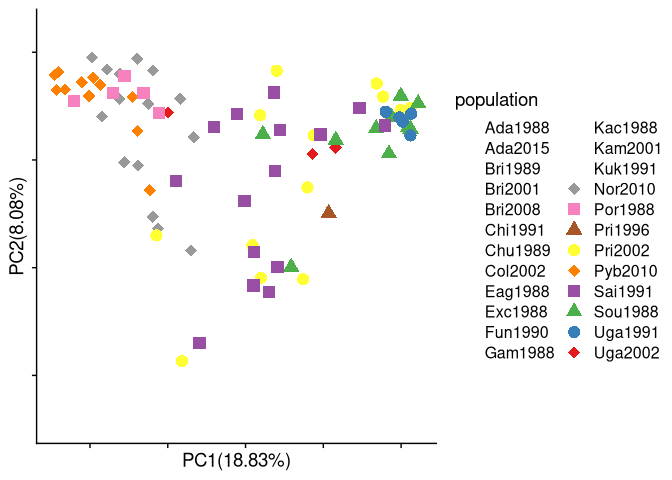 population
Ada1988 Kac1988
Ada2015 Kam2001
Bri1989 Kuk1991
Bri2001 Nor2010
Bri2008 Por1988
Chi1991 Pri1996
Chu1989 Pri2002
Col2002 Pyb2010
Eag1988 Sai1991
Exc1988 Sou1988
Fun1990 Uga1991
Gam1988 Uga2002
PC2(8.08%)
PC1(18.83%)